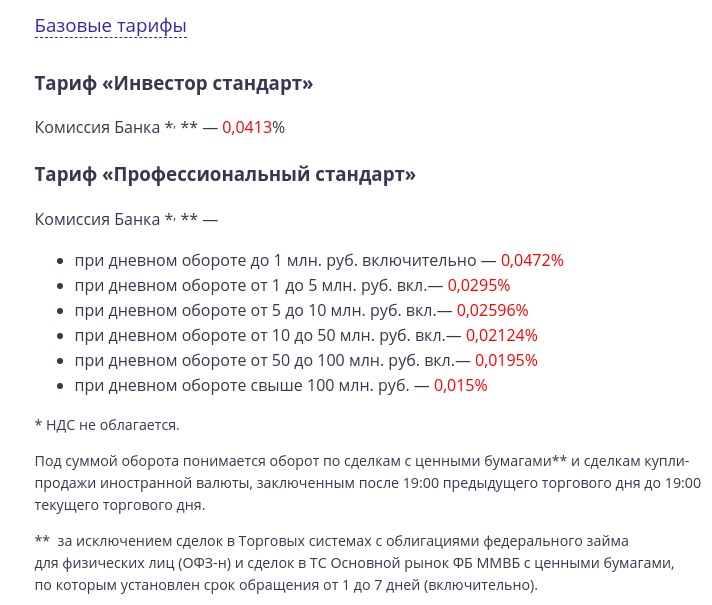 Базовые тарифы
Тариф «Инвестор стандарт»
Комиссия Банка *, ** — 0,0413%
Тариф «Профессиональный стандарт»
Комиссия Банка *, ** —
• при дневном обороте до 1 млн. руб. включительно — 0,0472%
• при дневном обороте от 1 до 5 млн. руб. вкл.— 0,0295%
• при дневном обороте от 5 до 10 млн. руб. вкл.— 0,02596%
• при дневном обороте от 10 до 50 млн. руб. вкл.— 0,02124%
• при дневном обороте от 50 до 100 млн. руб. вкл.— 0,0195%
• при дневном обороте свыше 100 млн. руб. — 0,015%
* НДС не облагается.
Под суммой оборота понимается оборот по сделкам с ценными бумагами** и сделкам купли-
продажи иностранной валюты, заключенным после 19:00 предыдущего торгового дня до 19:00
текущего торгового дня.
** за исключением сделок в Торговых системах с облигациями федерального займа
для физических лиц (ОФЗ-н) и сделок в ТС Основной рынок ФБ ММВБ с ценными бумагами,
по которым установлен срок обращения от 1 до 7 дней (включительно).